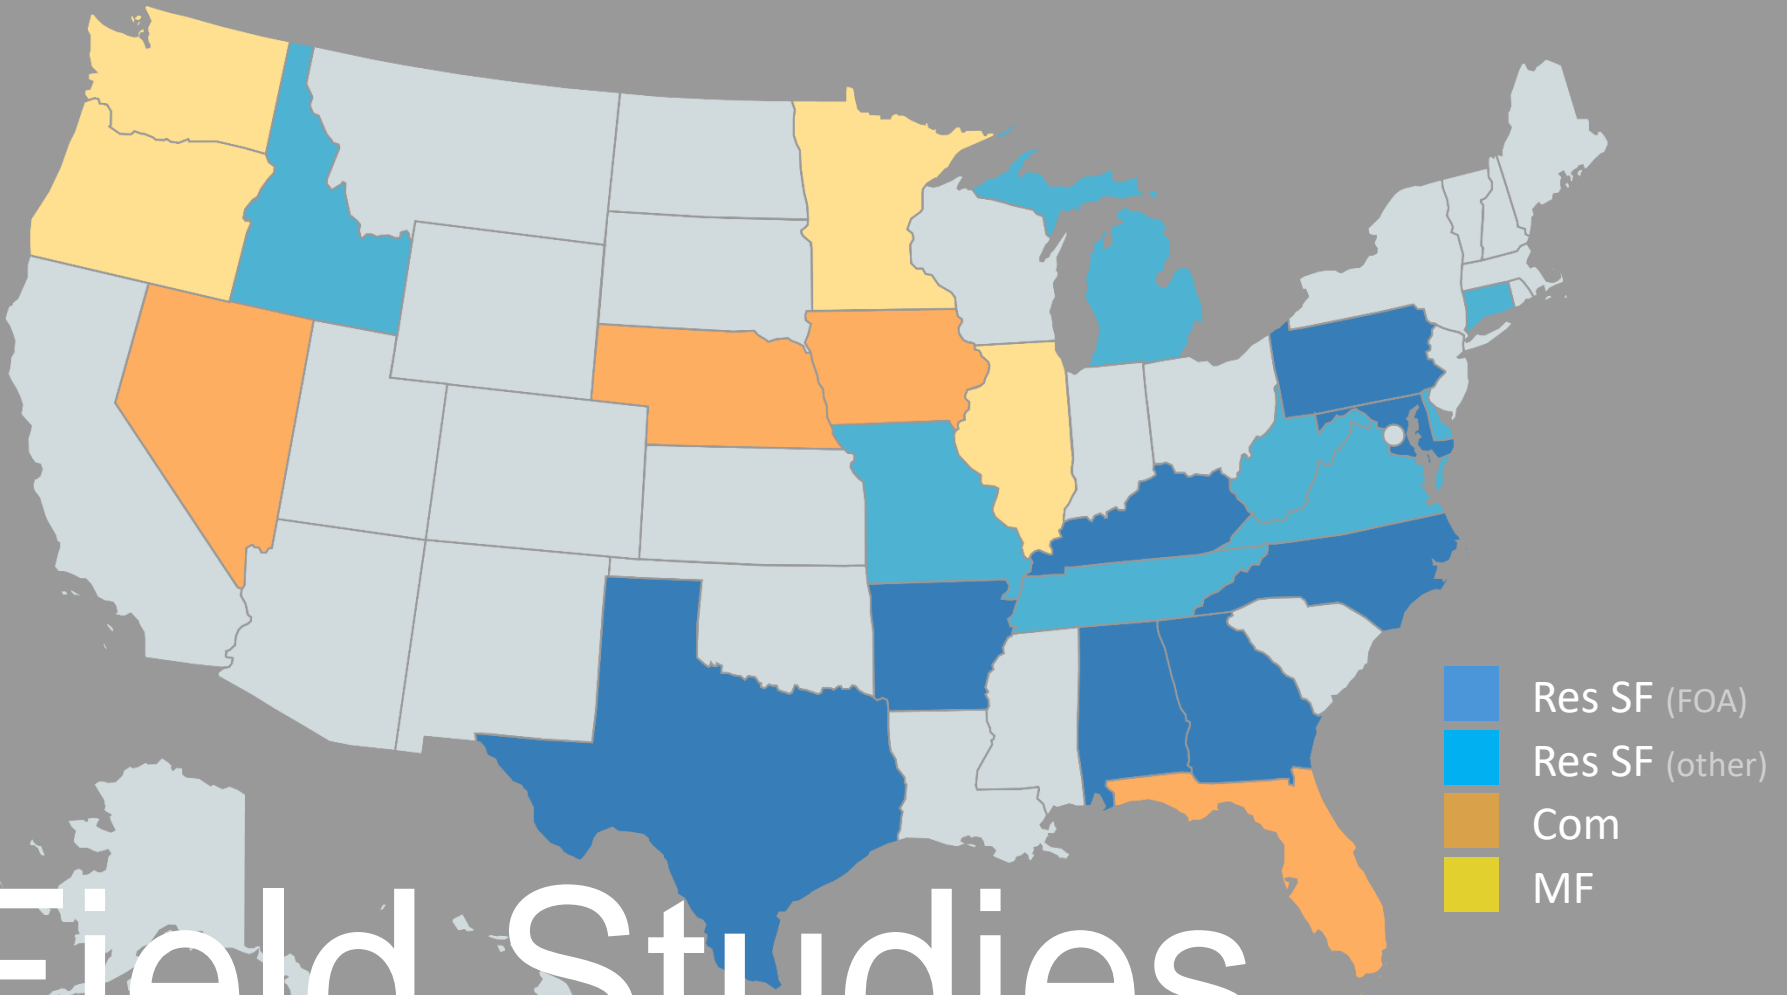 Res SF (FOA)
Res SF (other)
Com
MF
Field Studies